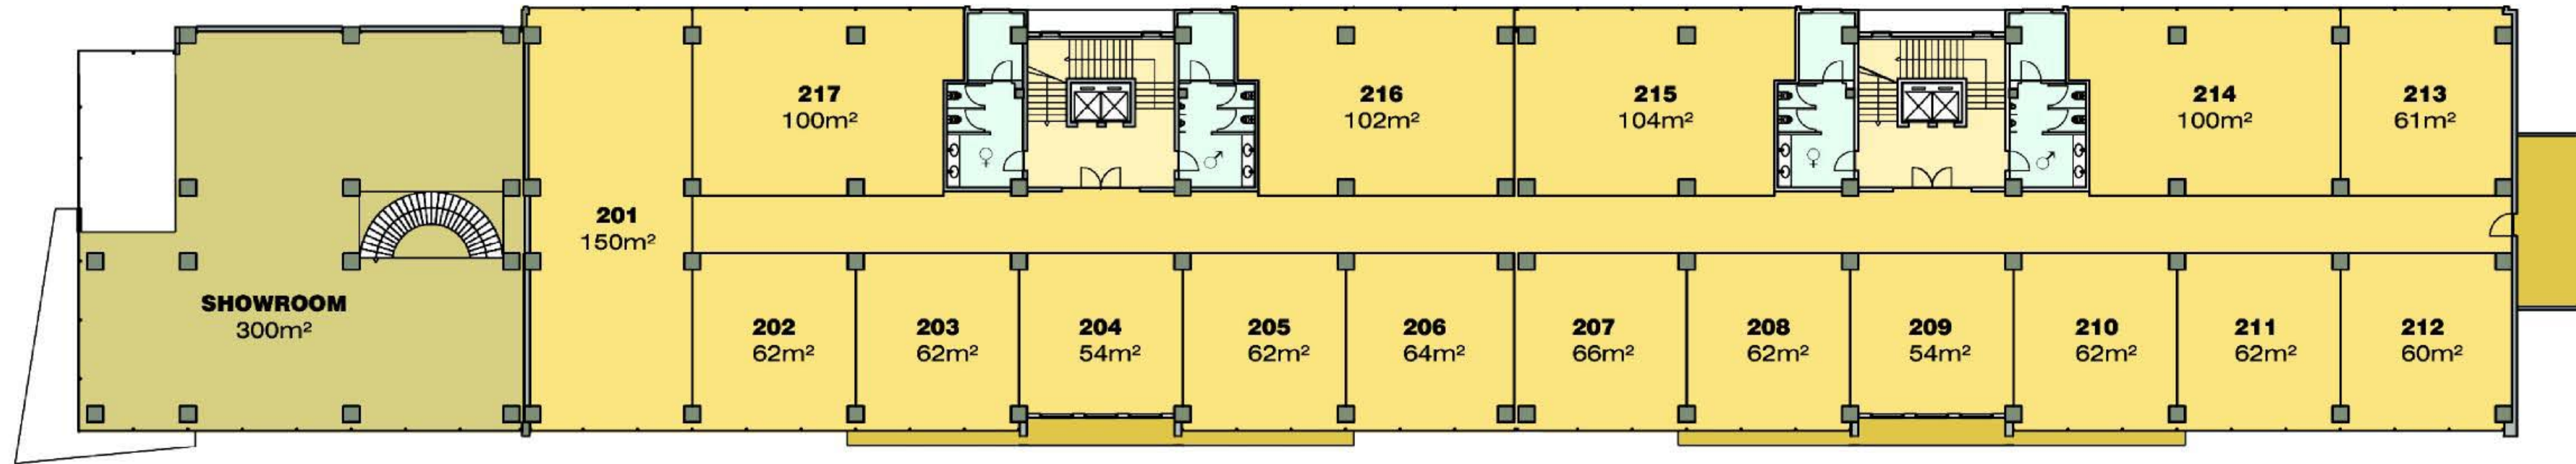 217
100m²
216
102m²
215
104m²
214
100m²
213
61m²
201
150m²
SHOWROOM
300m²
202
62m²
203
62m²
204
54m²
205
62m²
206
64m²
207
66m²
208
62m²
209
54m²
210
62m²
211
62m²
212
60m²